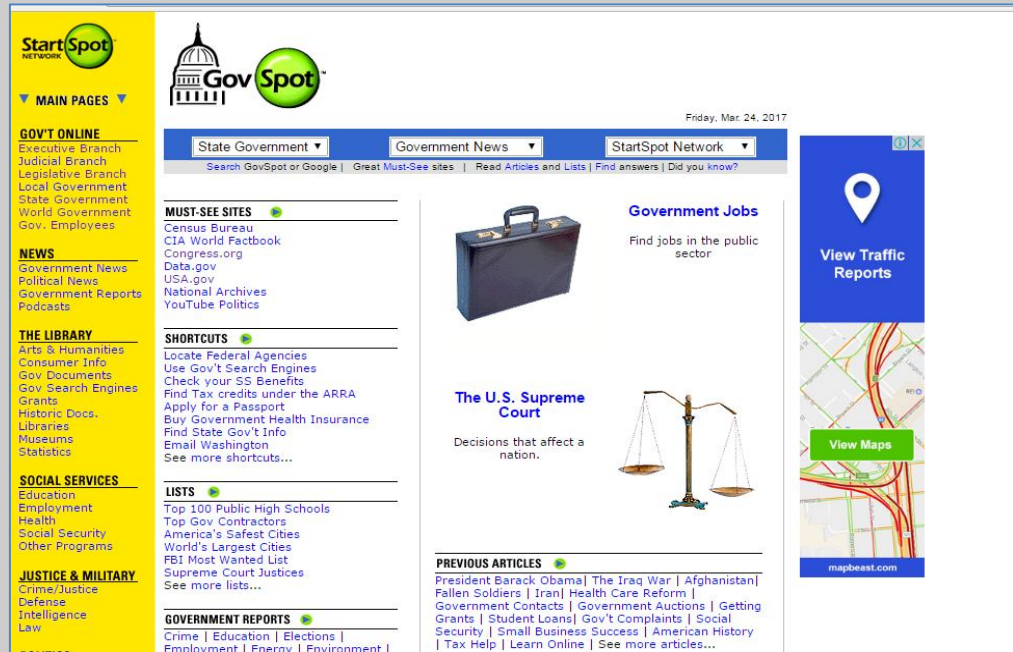 StartSpot
NETWORK
MAIN PAGES
GOV'T ONLINE
Executive Branch
Judicial Branch
Legislative Branch
Local Government
State Government
World Government
Gov. Employees
NEWS
Government News
Political News
Government Reports
Podcasts
THE LIBRARY
Arts & Humanities
Consumer Info
Gov Documents
Gov Search Engines
Grants
Historic Docs.
Libraries
Museums
Statistics
SOCIAL SERVICES
Education
Employment
Health
Social Security
Other Programs
JUSTICE & MILITARY
Crime/Justice
Defense
Intelligence
Law
GovSpot™
Friday, Mar. 24, 2017
State Government ▼ Government News ▼ StartSpot Network ▼
Search GovSpot or Google | Great Must-See sites | Read Articles and Lists | Find answers | Did you know?
MUST-SEE SITES
Census Bureau
CIA World Factbook
Congress.org
Data.gov
USA.gov
National Archives
YouTube Politics
SHORTCUTS
Locate Federal Agencies
Use Gov't Search Engines
Check your SS Benefits
Find Tax credits under the ARRA
Apply for a Passport
Buy Government Health Insurance
Find State Gov't Info
Email Washington
See more shortcuts...
LISTS
Top 100 Public High Schools
Top Gov Contractors
America's Safest Cities
World's Largest Cities
FBI Most Wanted List
Supreme Court Justices
See more lists...
GOVERNMENT REPORTS
Crime | Education | Elections |
Employment | Energy | Environment |
Government Jobs
Find jobs in the public
sector
The U.S. Supreme
Court
Decisions that affect a
nation.
PREVIOUS ARTICLES
President Barack Obama| The Iraq War | Afghanistan|
Fallen Soldiers | Iran| Health Care Reform |
Government Contacts | Government Auctions | Getting
Grants | Student Loans| Gov't Complaints | Social
Security | Small Business Success | American History
| Tax Help | Learn Online | See more articles...
View Traffic
Reports
View Maps
mapbeast.com